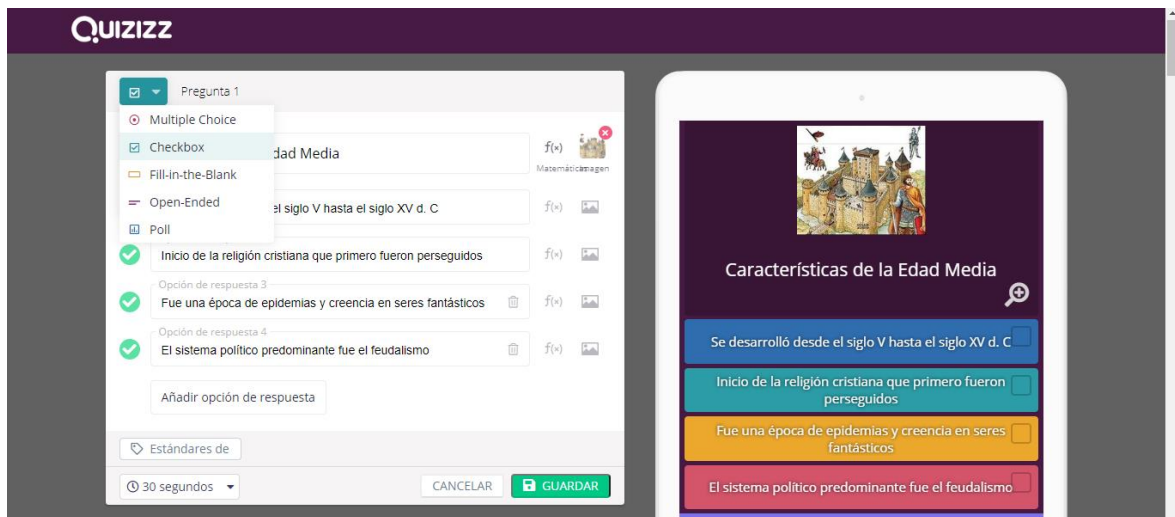 Quizizz
Pregunta 1
Multiple Choice
Checkbox
Fill-in-the-Blank
Open-Ended
Poll
dad Media
f(x)
Matemáticas
Imagen
el siglo V hasta el siglo XV d. C
f(x)
Inicio de la religión cristiana que primero fueron perseguidos
f(x)
Opción de respuesta 3
Fue una época de epidemias y creencia en seres fantásticos
f(x)
Opción de respuesta 4
El sistema político predominante fue el feudalismo
f(x)
Añadir opción de respuesta
Estándares de
30 segundos
CANCELAR
GUARDAR
Características de la Edad Media
Se desarrolló desde el siglo V hasta el siglo XV d. C
Inicio de la religión cristiana que primero fueron
perseguidos
Fue una época de epidemias y creencia en seres
fantásticos
El sistema político predominante fue el feudalismo